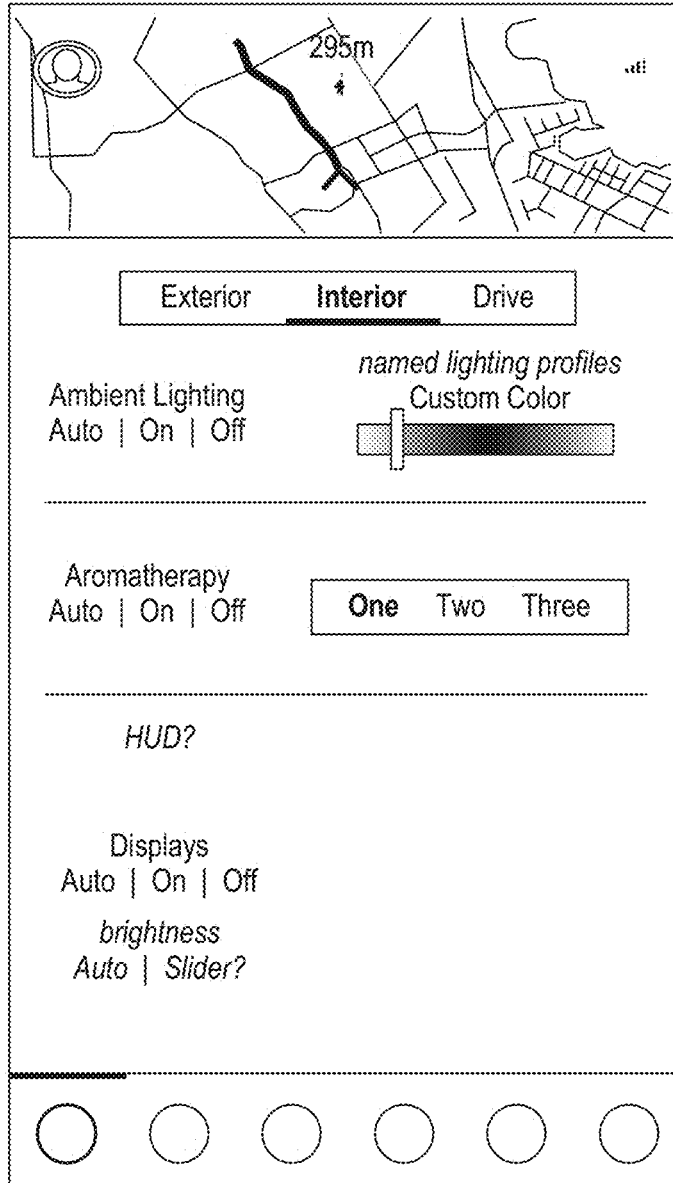 295m
Exterior Interior Drive
named lighting profiles
Ambient Lighting Custom Color
Auto | On | Off
Aromatherapy
Auto | On | Off One Two Three
HUD?
Displays
Auto | On | Off
brightness
Auto | Slider?